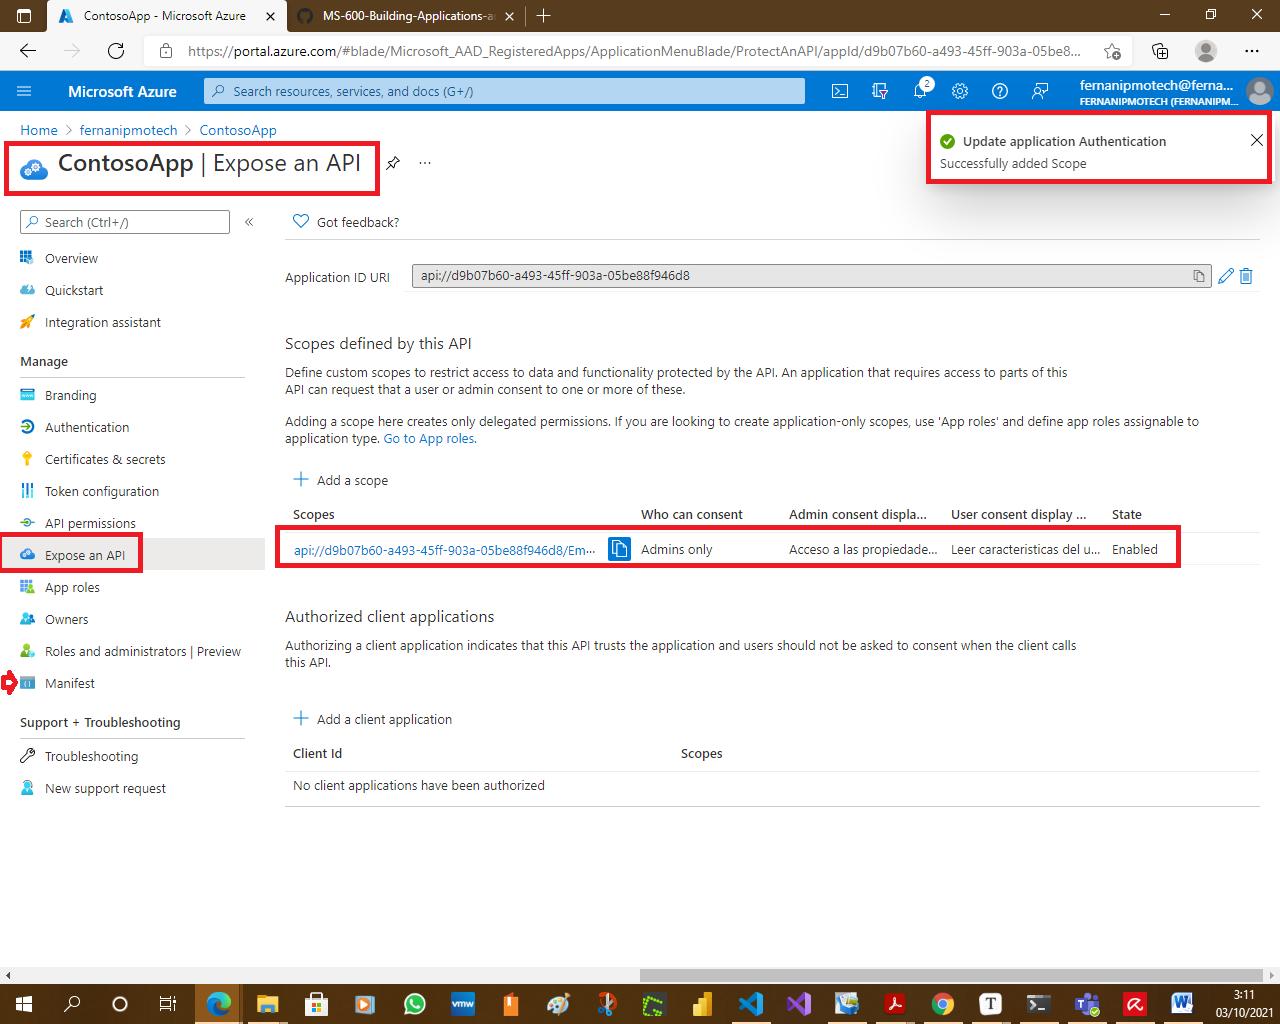 ContosoApp - Microsoft Azure
MS-600-Building-Applications-a
https://portal.azure.com/#blade/Microsoft_AAD_RegisteredApps/ApplicationMenuBlade/ProtectAnAPI/appId/d9b07b60-a493-45ff-903a-05be8...
Microsoft Azure
Search resources, services, and docs (G+/)
2
fernanipmotech@ferna...
FERNANIPMOTECH (FERNANIPM...
Home > fernanipmotech > ContosoApp
ContosoApp | Expose an API
...
Update application Authentication
Successfully added Scope
Search (Ctrl+/)
«
Got feedback?
Overview
Quickstart
Integration assistant
Manage
Branding
Authentication
Certificates & secrets
Token configuration
API permissions
Expose an API
App roles
Owners
Roles and administrators | Preview
Manifest
Support + Troubleshooting
Troubleshooting
New support request
Application ID URI
api://d9b07b60-a493-45ff-903a-05be88f946d8
Scopes defined by this API
Define custom scopes to restrict access to data and functionality protected by the API. An application that requires access to parts of this
API can request that a user or admin consent to one or more of these.
Adding a scope here creates only delegated permissions. If you are looking to create application-only scopes, use 'App roles' and define app roles assignable to
application type. Go to App roles.
Add a scope
Scopes Who can consent Admin consent displa... User consent display ... State
api://d9b07b60-a493-45ff-903a-05be88f946d8/Em... Admins only Acceso a las propiedade... Leer caracteristicas del u... Enabled
Authorized client applications
Authorizing a client application indicates that this API trusts the application and users should not be asked to consent when the client calls
this API.
Add a client application
Client Id Scopes
No client applications have been authorized
vmw
T
W
3:11
03/10/2021